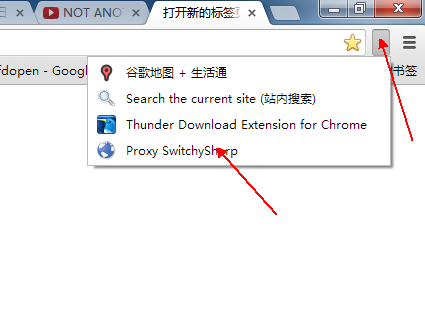 NOT ANO
打开新的标签
fdopen - Goog
书签
谷歌地图 + 生活通
Search the current site (站内搜索)
Thunder Download Extension for Chrome
Proxy SwitchySharp